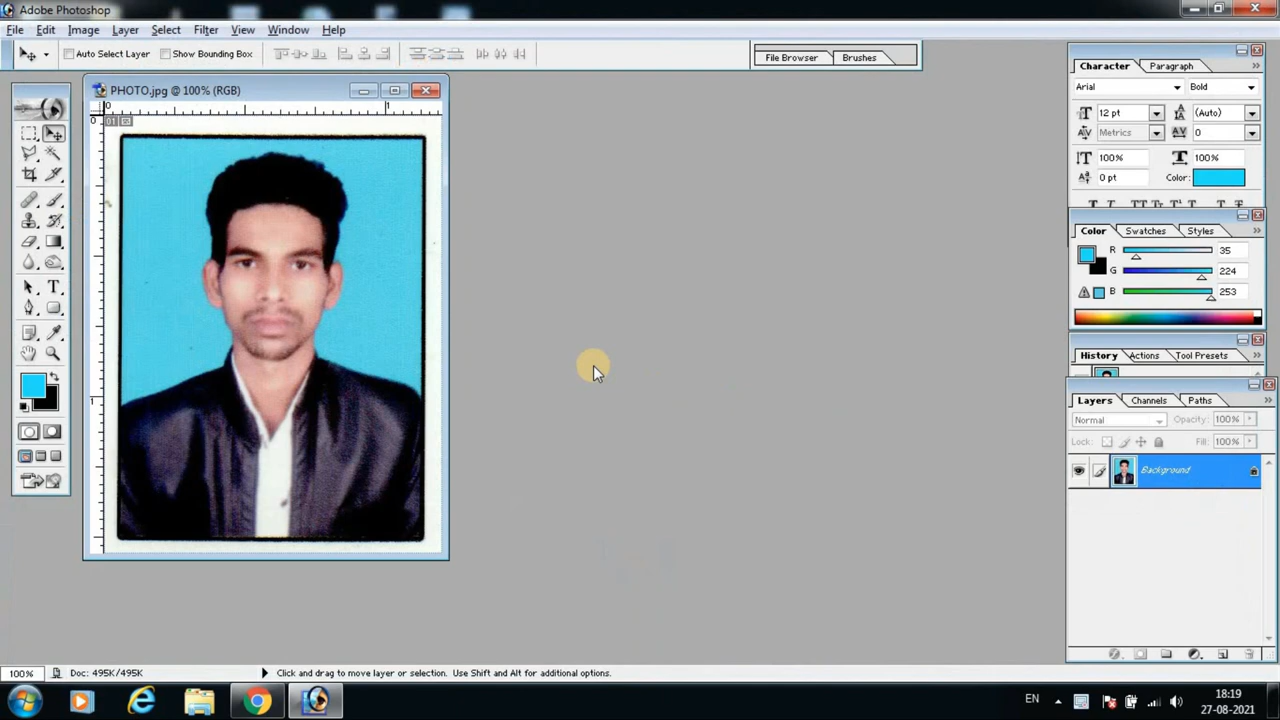 Adobe Photoshop
File Edit Image Layer Select Filter View Window Help
Auto Select Layer Show Bounding Box
File Browser Brushes
PHOTO.jpg @ 100% (RGB)
0 1
0
1
Character Paragraph
Arial Bold
12 pt (Auto)
Metrics 0
100% 100%
0 pt Color:
Color Swatches Styles
R 35
G 224
B 253
History Actions Tool Presets
Layers Channels Paths
Normal Opacity: 100%
Lock: Fill: 100%
Background
100% Doc: 495K/495K Click and drag to move layer or selection. Use Shift and Alt for additional options.
EN 18:19
27-08-2021